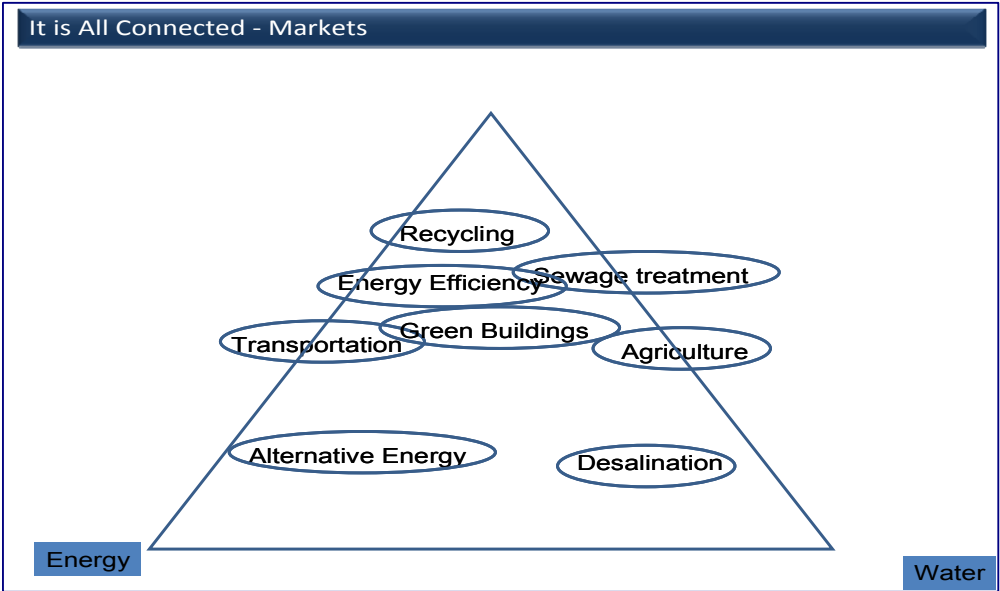 It is All Connected - Markets
Recycling
Sewage treatment
Energy Efficiency
Green Buildings
Transportation
Agriculture
Alternative Energy
Desalination
Energy
Water